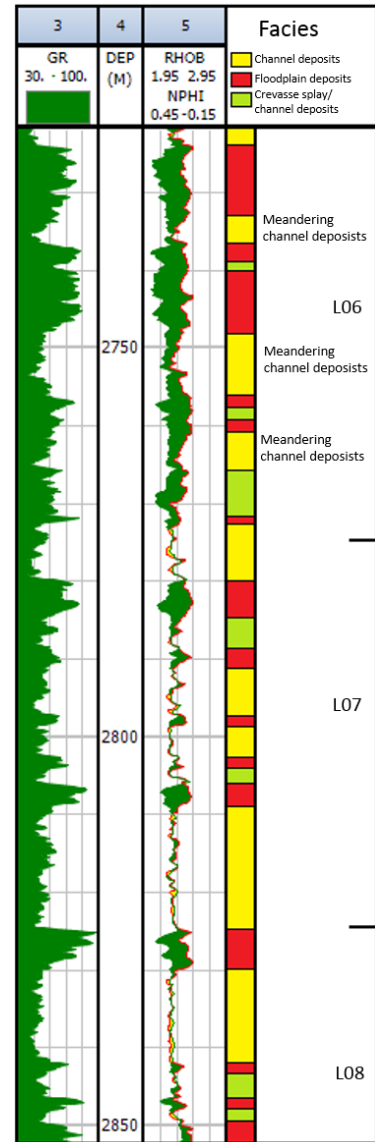 3 4 5 Facies
GR DEP RHOB
30. - 100. (M) 1.95 2.95
NPHI
0.45 -0.15
Channel deposits
Floodplain deposits
Crevasse splay/
channel deposits
Meandering
channel deposists
L06
2750
Meandering
channel deposists
Meandering
channel deposists
L07
2800
L08
2850